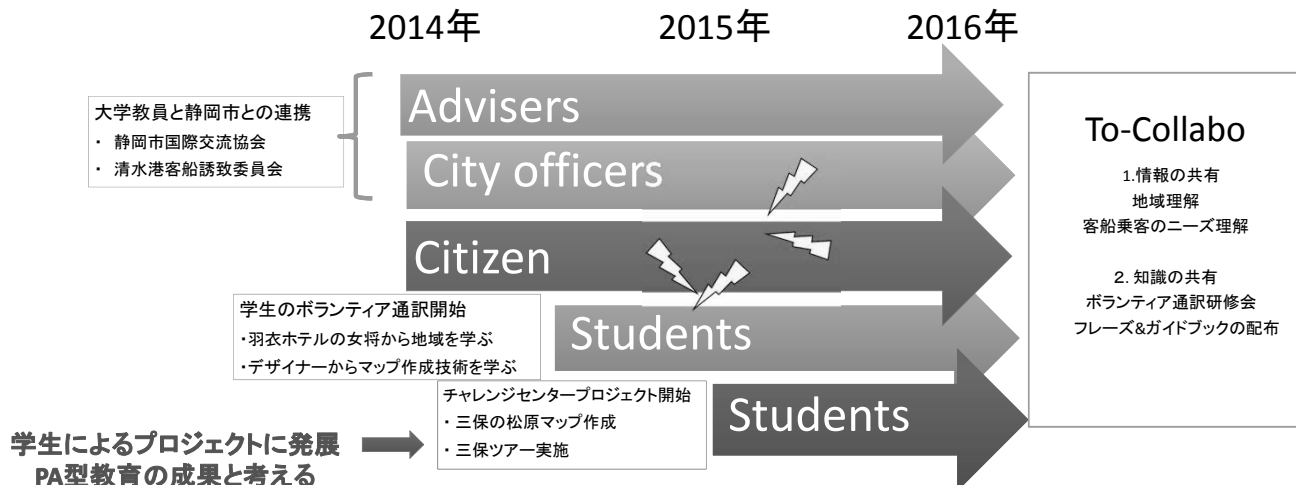 2014年 2015年 2016年
大学教員と静岡市との連携
・ 静岡市国際交流協会
・ 清水港客船誘致委員会
Advisers
City officers
Citizen
学生のボランティア通訳開始
・羽衣ホテルの女将から地域を学ぶ
・デザイナーからマップ作成技術を学ぶ
Students
チャレンジセンタープロジェクト開始
・三保の松原マップ作成
・三保ツアー実施
Students
学生によるプロジェクトに発展
PA型教育の成果と考える
To-Collabo
1.情報の共有
地域理解
客船乗客のニーズ理解
2. 知識の共有
ボランティア通訳研修会
フレーズ&ガイドブックの配布